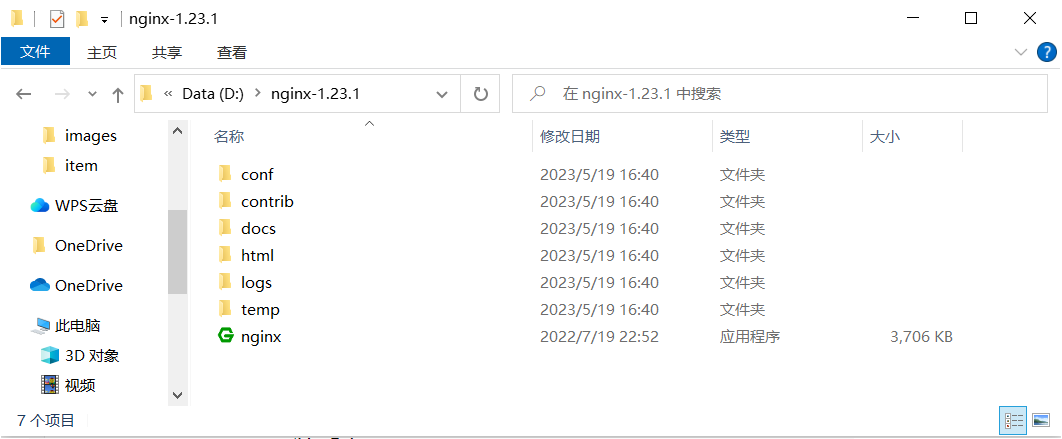 nginx-1.23.1
文件 主页 共享 查看
« Data (D:) > nginx-1.23.1 在 nginx-1.23.1 中搜索
images
item
WPS云盘
OneDrive
OneDrive
此电脑
3D 对象
视频
名称 修改日期 类型 大小
conf 2023/5/19 16:40 文件夹
contrib 2023/5/19 16:40 文件夹
docs 2023/5/19 16:40 文件夹
html 2023/5/19 16:40 文件夹
logs 2023/5/19 16:40 文件夹
temp 2023/5/19 16:40 文件夹
nginx 2022/7/19 22:52 应用程序 3,706 KB
7 个项目